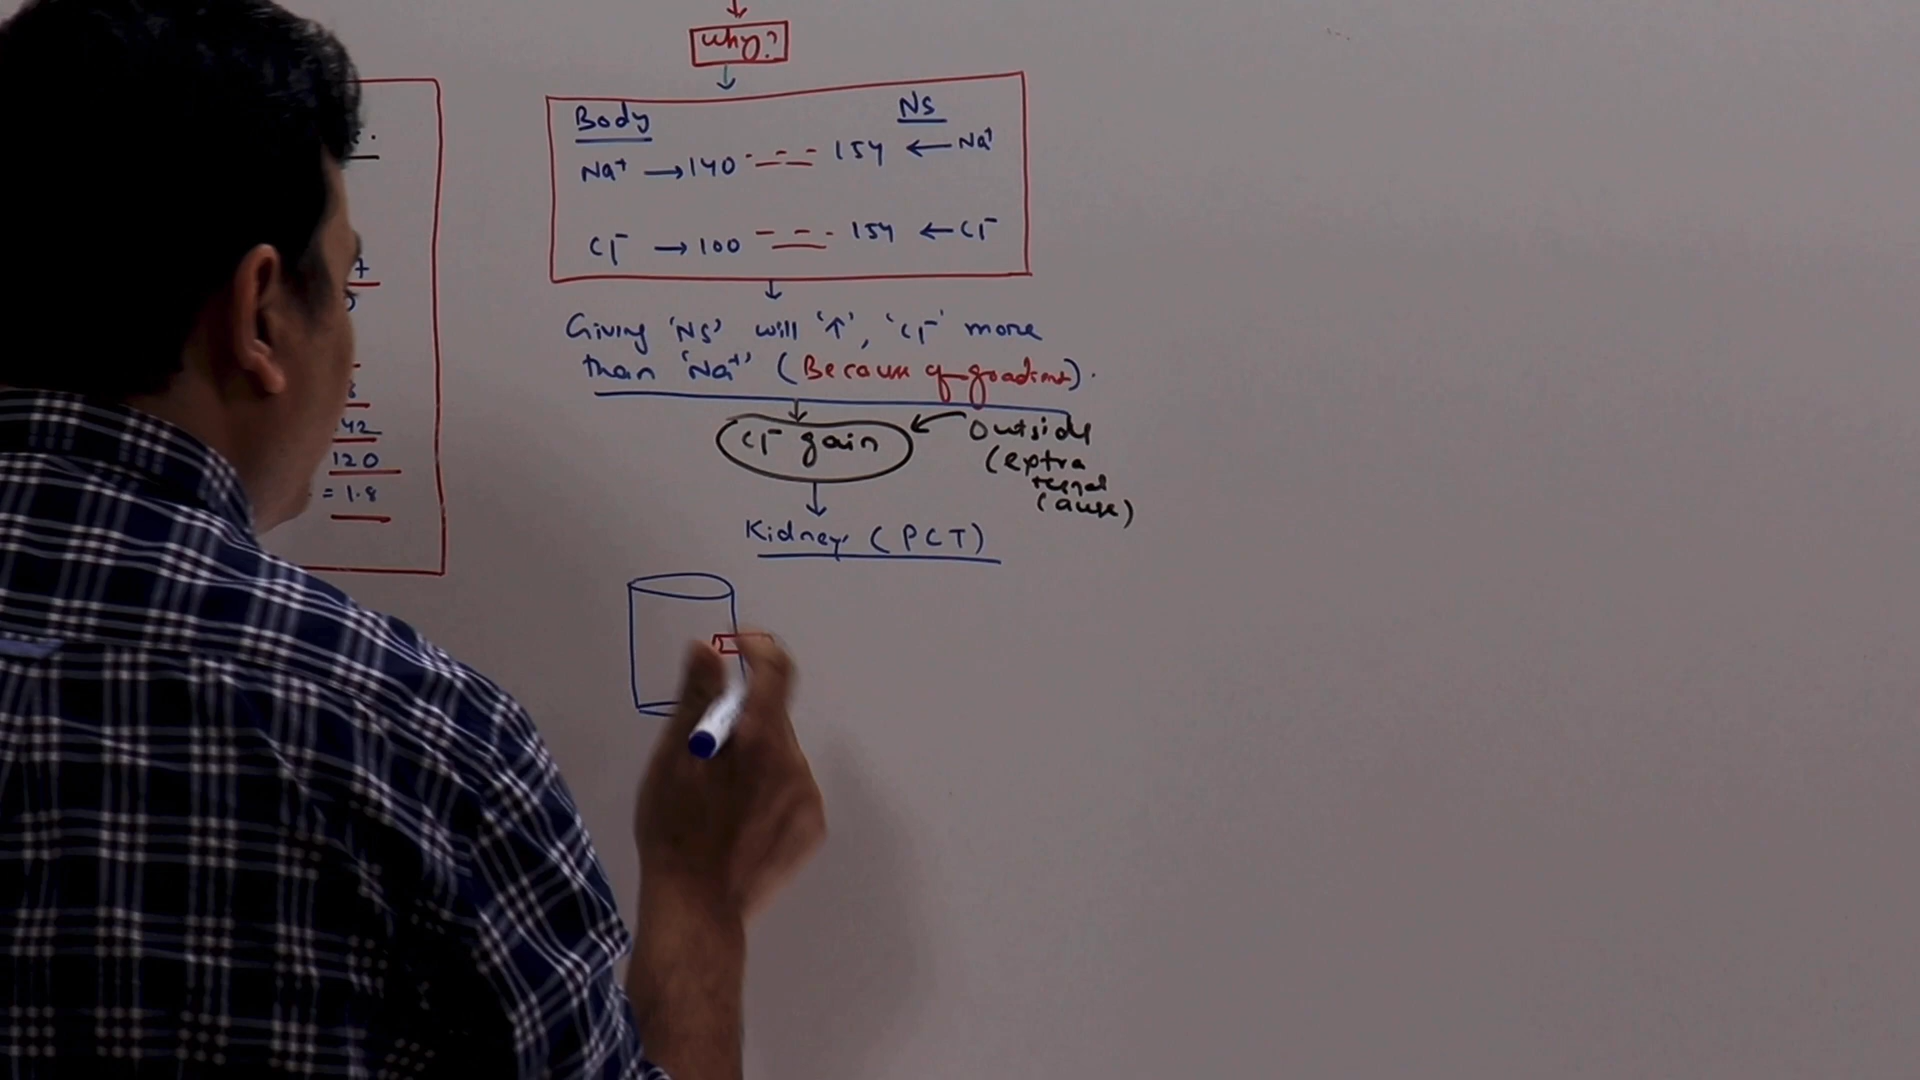 why?
Body NS
Na⁺ → 140 --- 154 ← Na⁺
Cl⁻ → 100 --- 154 ← Cl⁻
Giving 'NS' will '↑', 'Cl⁻' more
than 'Na⁺' (Because of gradient).
Cl⁻ gain
Outside
(extra
renal
cause)
Kidney (PCT)
.42
120
= 1.8